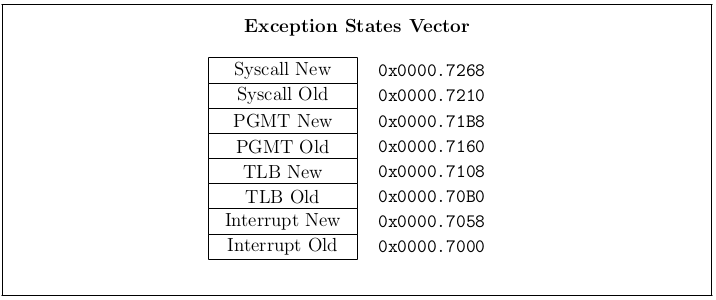 Exception States Vector
Syscall New 0x0000.7268
Syscall Old 0x0000.7210
PGMT New 0x0000.71B8
PGMT Old 0x0000.7160
TLB New 0x0000.7108
TLB Old 0x0000.70B0
Interrupt New 0x0000.7058
Interrupt Old 0x0000.7000